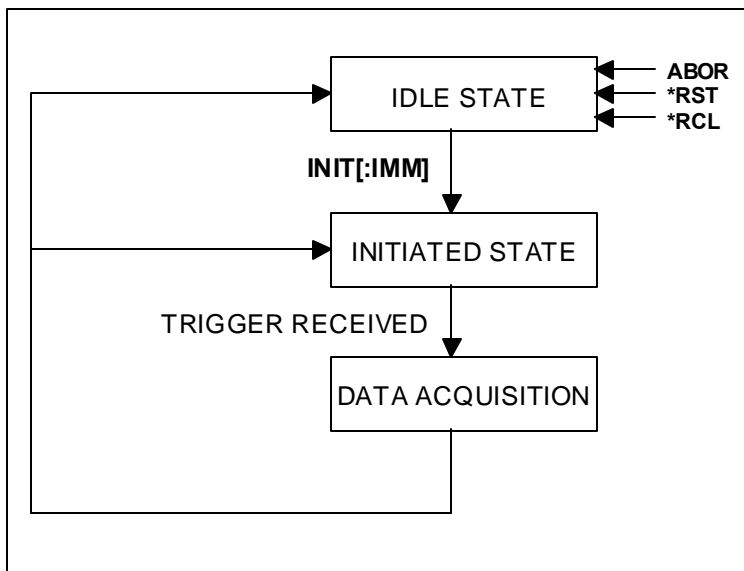 IDLE STATE
ABOR
*RST
*RCL
INIT[:IMM]
INITIATED STATE
TRIGGER RECEIVED
DATA ACQUISITION